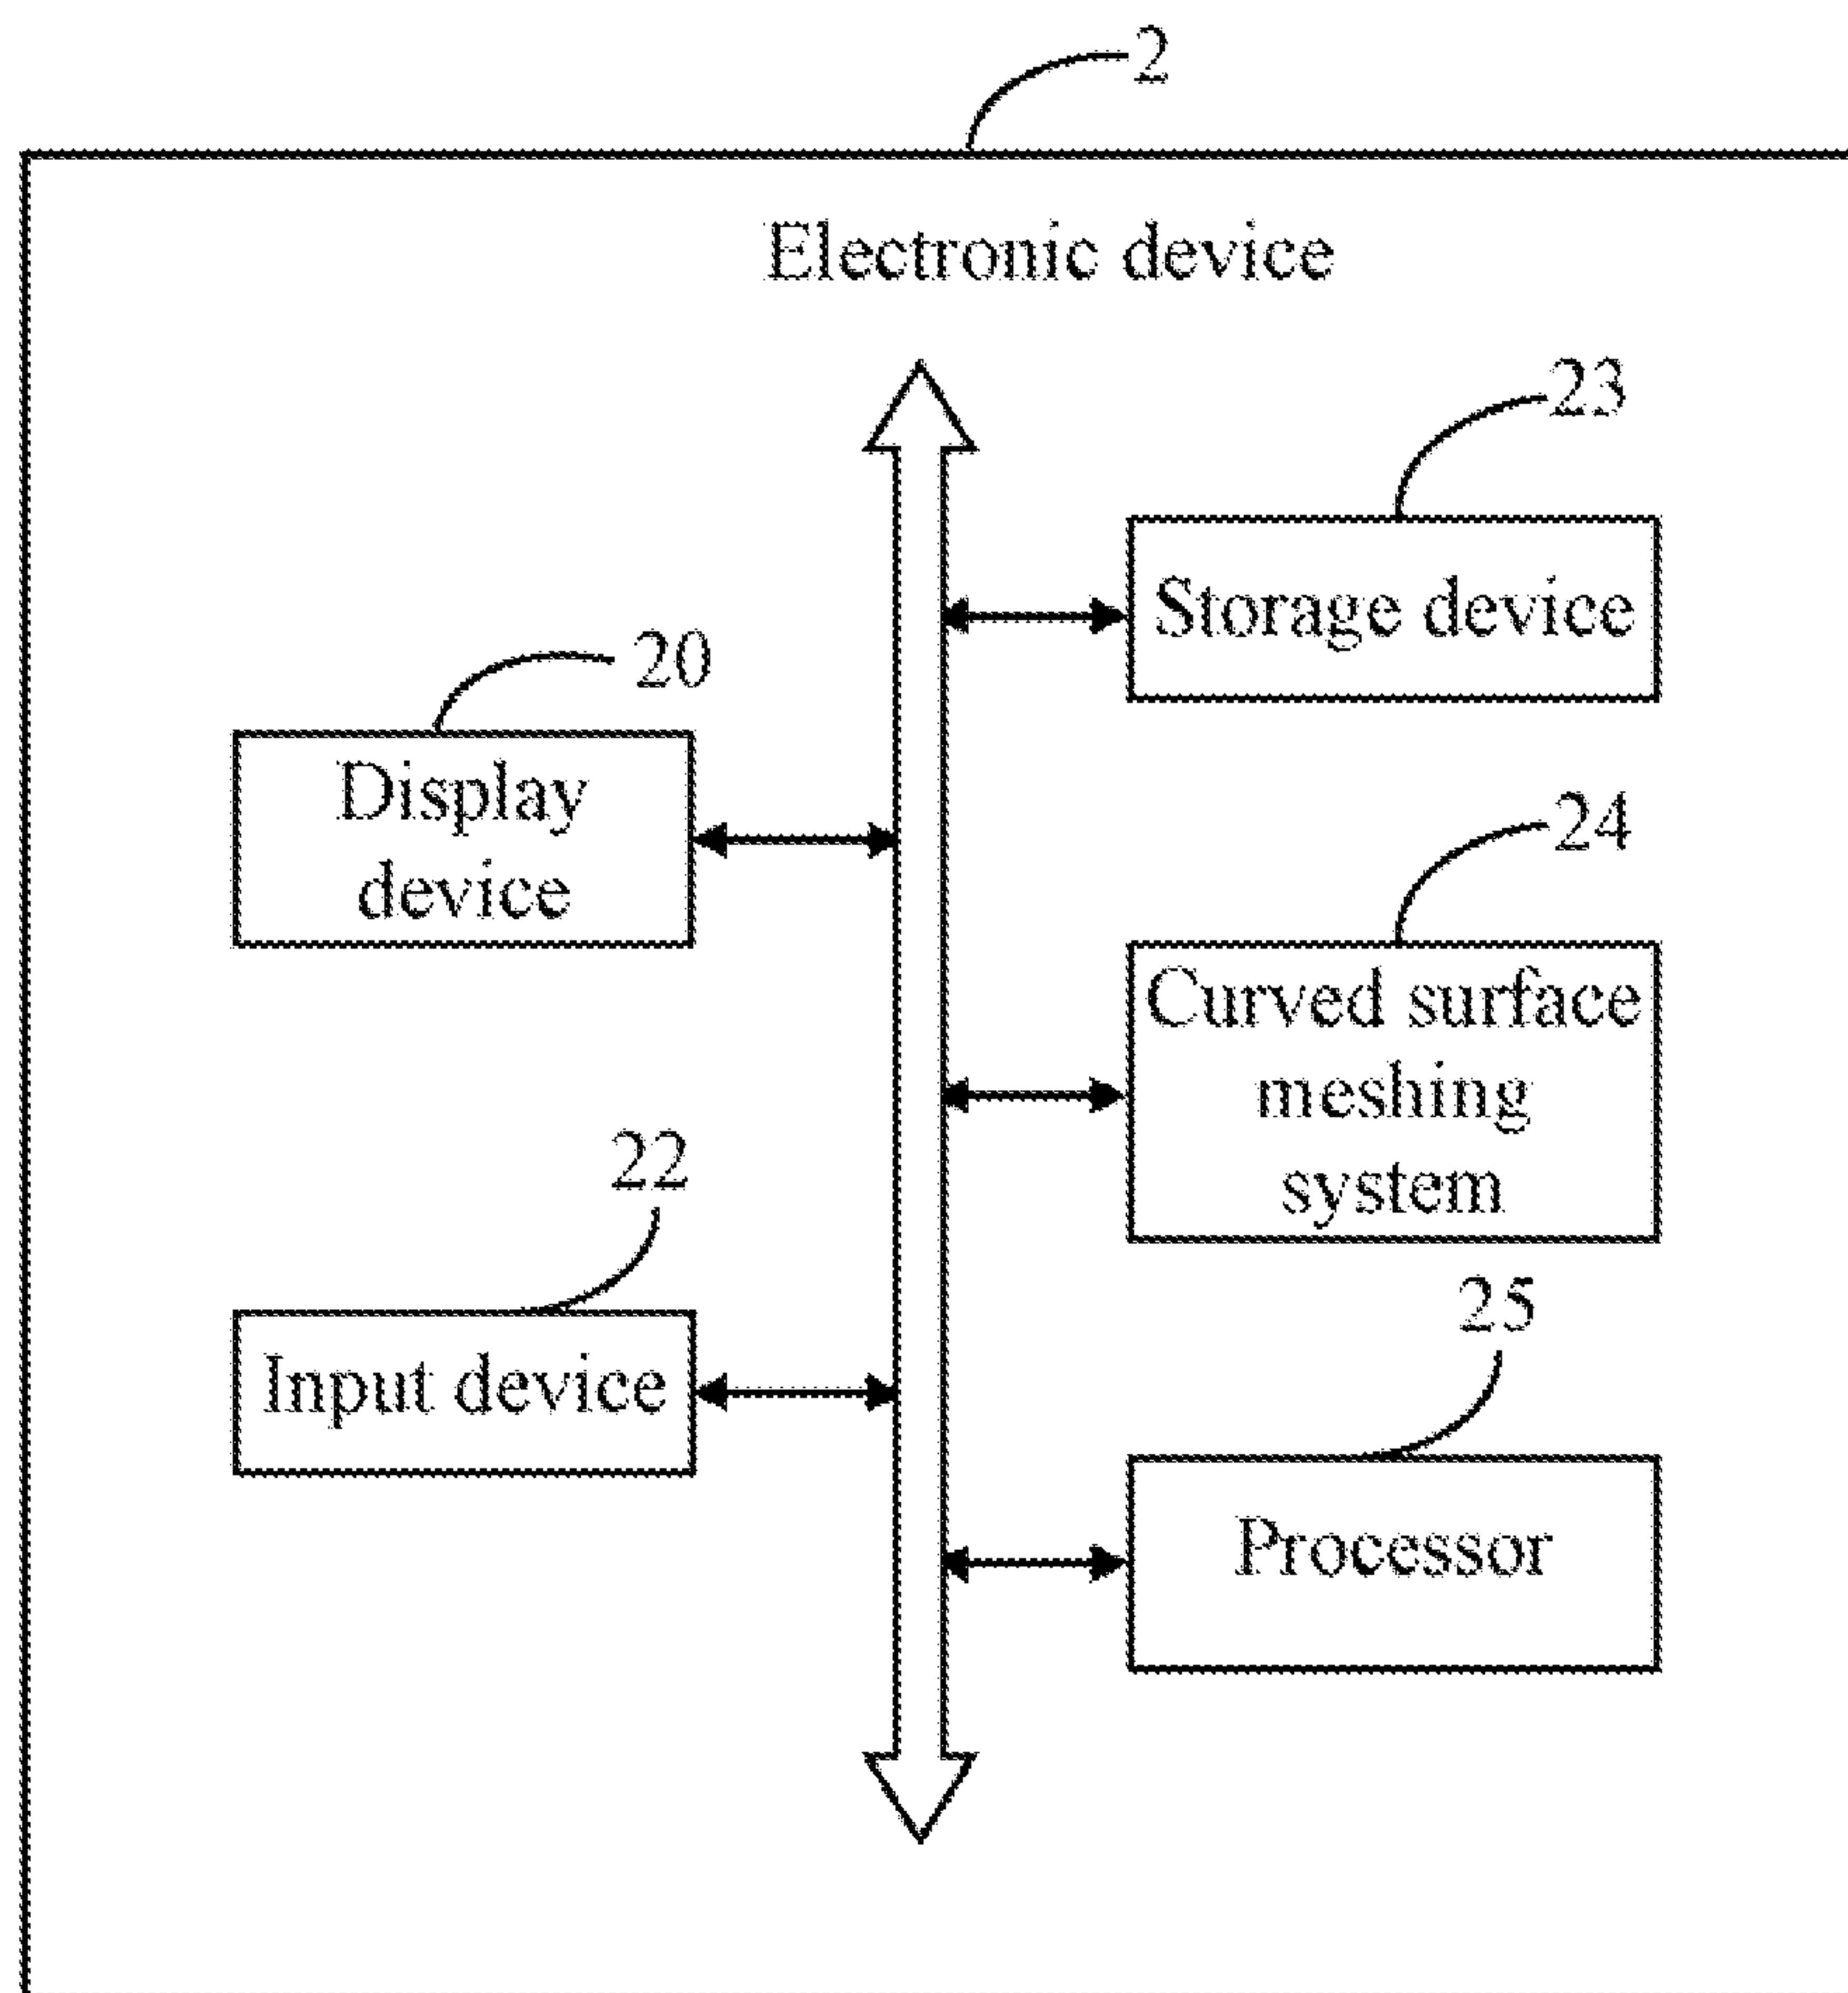 2
Electronic device
23
Storage device
20
Display
device
24
Curved surface
meshing
system
22
Input device
25
Processor